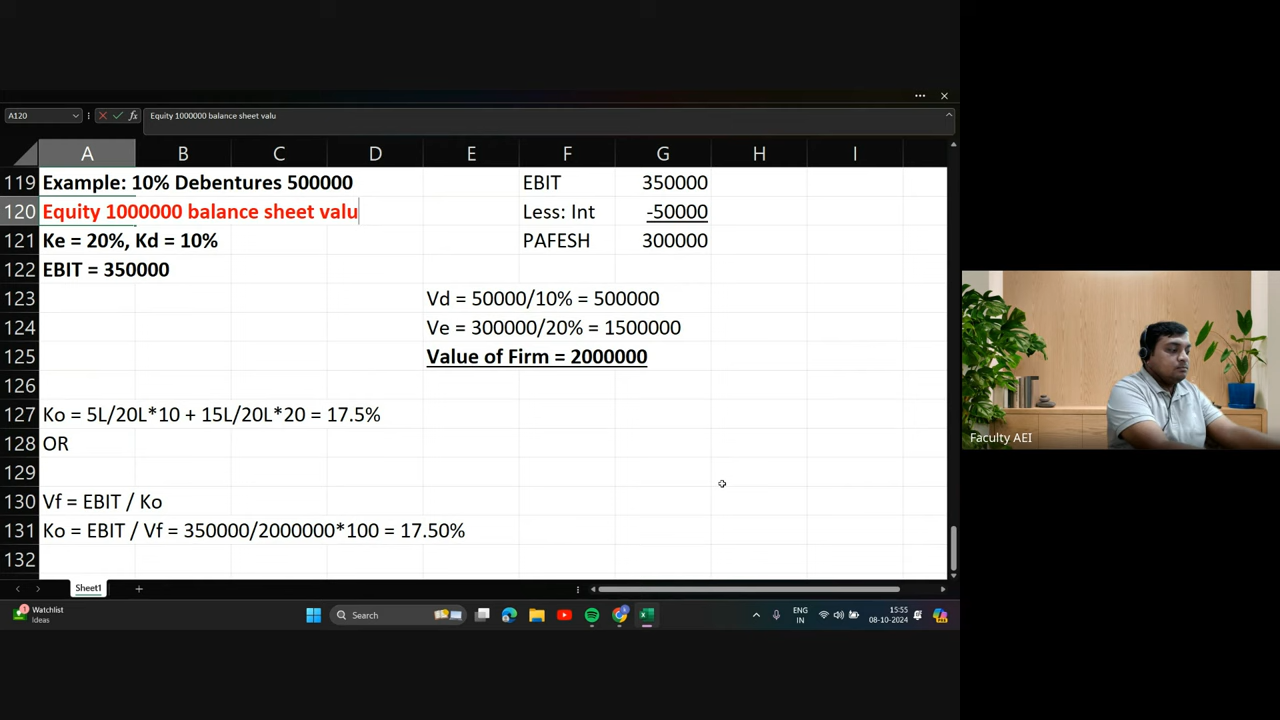 A120
fx
Equity 1000000 balance sheet valu
A B C D E F G H I
119 Example: 10% Debentures 500000 EBIT 350000
120 Equity 1000000 balance sheet valu Less: Int -50000
121 Ke = 20%, Kd = 10% PAFESH 300000
122 EBIT = 350000
123 Vd = 50000/10% = 500000
124 Ve = 300000/20% = 1500000
125 Value of Firm = 2000000
126
127 Ko = 5L/20L*10 + 15L/20L*20 = 17.5%
128 OR
129
130 Vf = EBIT / Ko
131 Ko = EBIT / Vf = 350000/2000000*100 = 17.50%
132
Sheet1
Faculty AEI
1
Watchlist
Ideas
Search
ENG
IN
15:55
08-10-2024